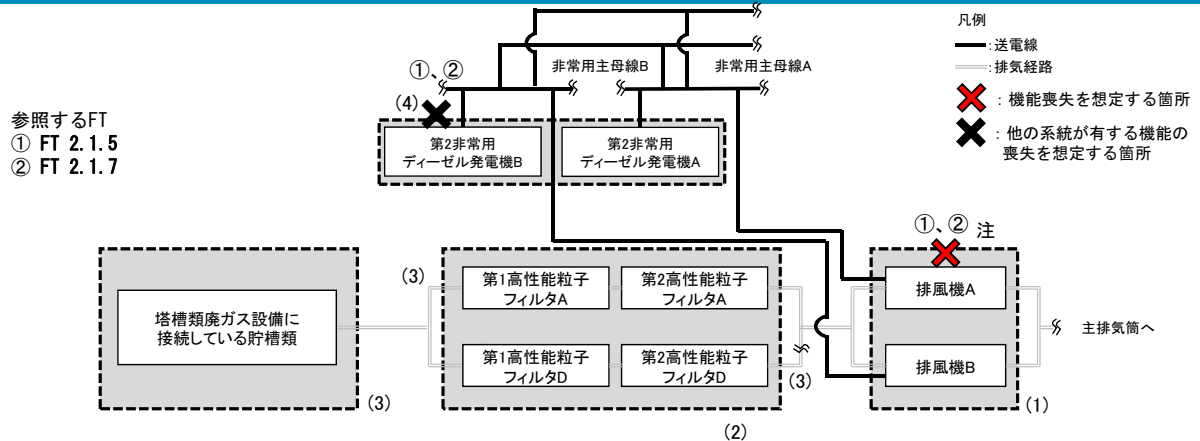 凡例
:送電線
:排気経路
: 機能喪失を想定する箇所
: 他の系統が有する機能の
喪失を想定する箇所
非常用主母線B
非常用主母線A
①、②
(4)
参照するFT
① FT 2.1.5
② FT 2.1.7
第2非常用
ディーゼル発電機B
第2非常用
ディーゼル発電機A
①、② 注
(3)
第1高性能粒子
フィルタA
第2高性能粒子
フィルタA
排風機A
塔槽類廃ガス設備に
接続している貯槽類
主排気筒へ
第1高性能粒子
フィルタD
第2高性能粒子
フィルタD
排風機B
(3)
(3)
(1)
(2)